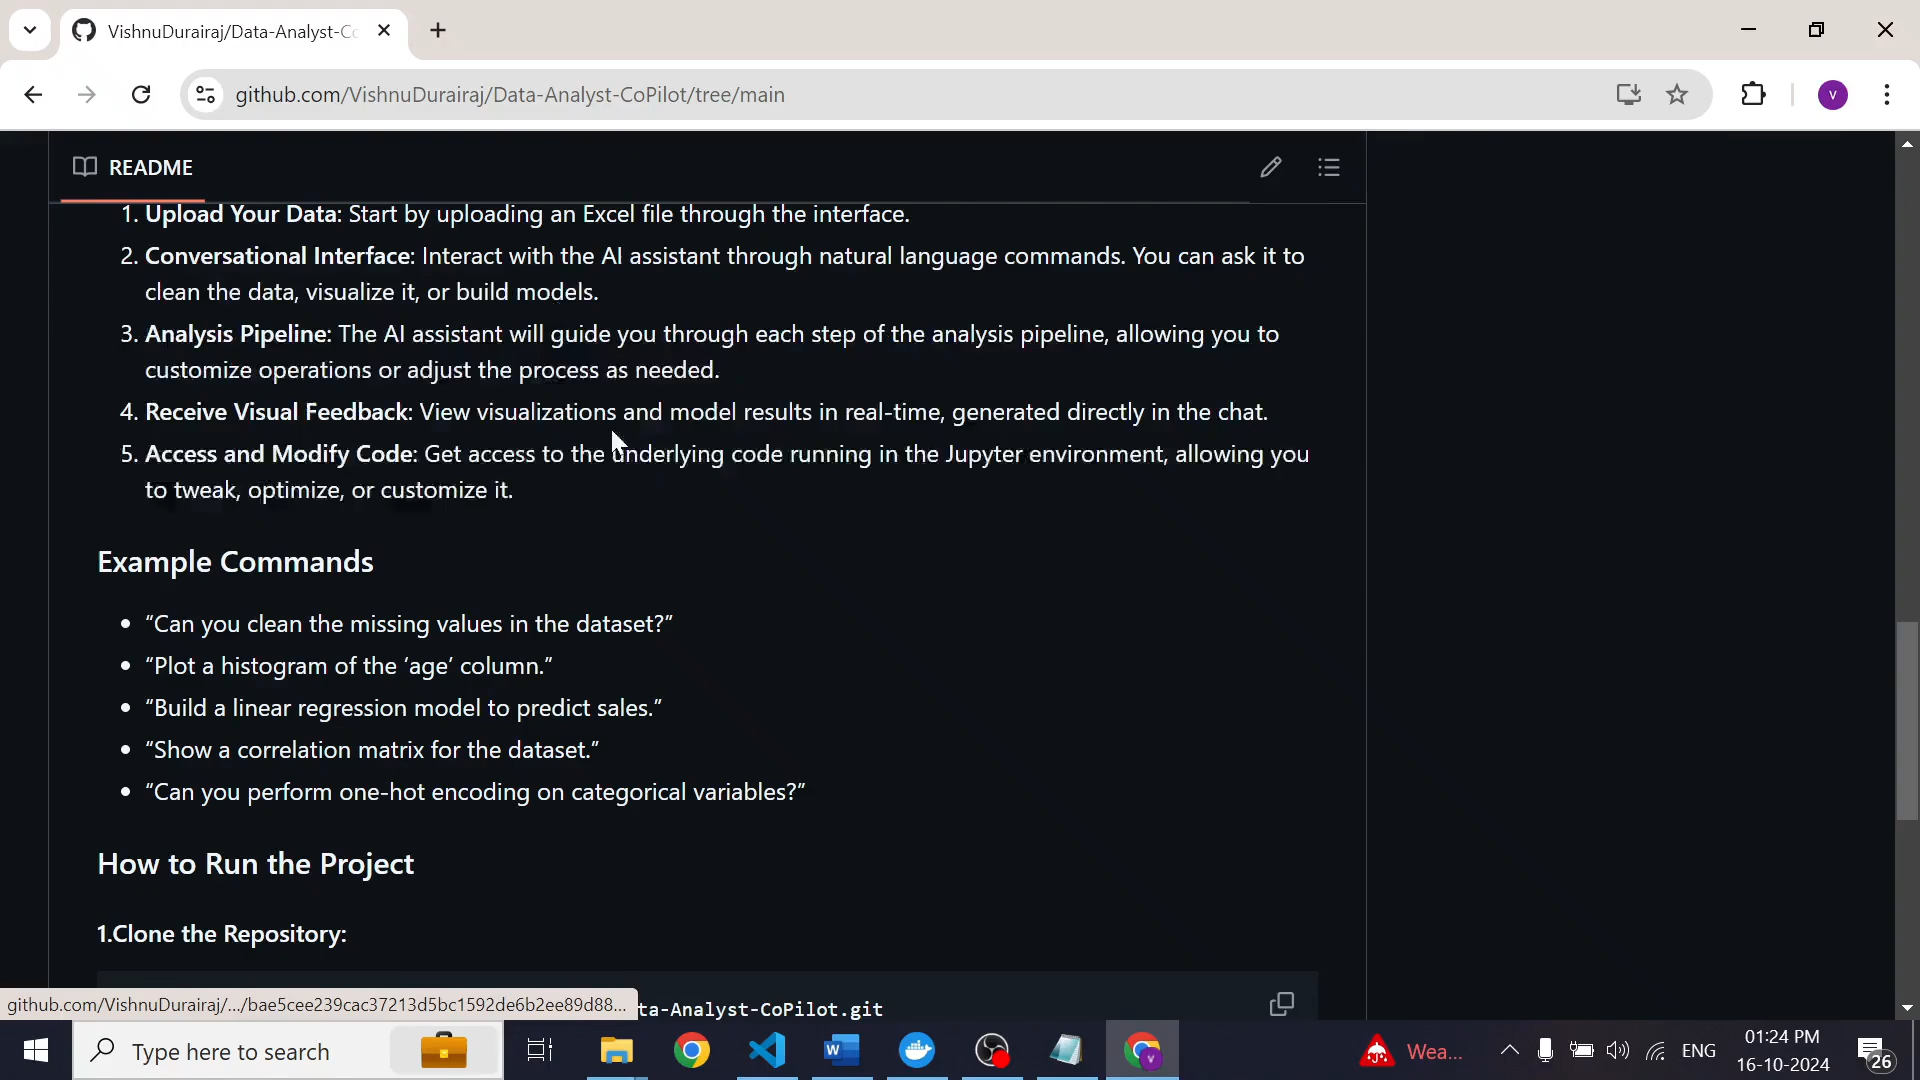 VishnuDurairaj/Data-Analyst-Co
github.com/VishnuDurairaj/Data-Analyst-CoPilot/tree/main
V
README
1. Upload Your Data: Start by uploading an Excel file through the interface.
2. Conversational Interface: Interact with the AI assistant through natural language commands. You can ask it to
clean the data, visualize it, or build models.
3. Analysis Pipeline: The AI assistant will guide you through each step of the analysis pipeline, allowing you to
customize operations or adjust the process as needed.
4. Receive Visual Feedback: View visualizations and model results in real-time, generated directly in the chat.
5. Access and Modify Code: Get access to the underlying code running in the Jupyter environment, allowing you
to tweak, optimize, or customize it.
Example Commands
• “Can you clean the missing values in the dataset?”
• “Plot a histogram of the ‘age’ column.”
• “Build a linear regression model to predict sales.”
• “Show a correlation matrix for the dataset.”
• “Can you perform one-hot encoding on categorical variables?”
How to Run the Project
1.Clone the Repository:
ta-Analyst-CoPilot.git
github.com/VishnuDurairaj/.../bae5cee239cac37213d5bc1592de6b2ee89d88...
Type here to search
Wea...
ENG
01:24 PM
16-10-2024
26